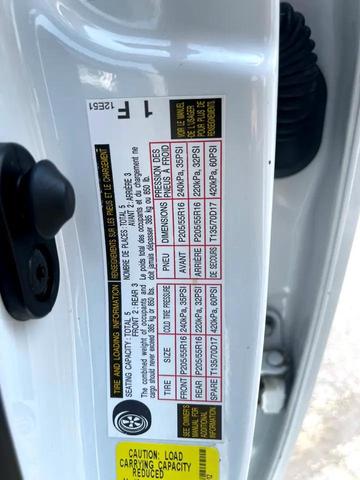 TIRE AND LOADING INFORMATION
SEATING CAPACITY : TOTAL 5
FRONT 2 : REAR 3
The combined weight of occupants and
cargo should never exceed 385 kg or 850 lbs.
TIRE SIZE COLD TIRE PRESSURE
FRONT P205/55R16 240kPa, 35PSI
REAR P205/55R16 220kPa, 32PSI
SPARE T135/70D17 420kPa, 60PSI
SEE OWNER'S
MANUAL FOR
ADDITIONAL
INFORMATION
RENSEIGNEMENTS SUR LES PNEUS ET LE CHARGEMENT
NOMBRE DE PLACES : TOTAL 5
AVANT 2 : ARRIÈRE 3
Le poids total des occupants et du chargement ne
doit jamais dépasser 385 kg ou 850 lb.
PNEU DIMENSIONS PRESSION DES
PNEUS À FROID
AVANT P205/55R16 240kPa, 35PSI
ARRIÈRE P205/55R16 220kPa, 32PSI
DE SECOURS T135/70D17 420kPa, 60PSI
VOIR LE MANUEL
DE L'USAGER
POUR PLUS DE
RENSEIGNEMENTS
12E51
1 F
CAUTION: LOAD
CARRYING CAPACITY
REDUCED